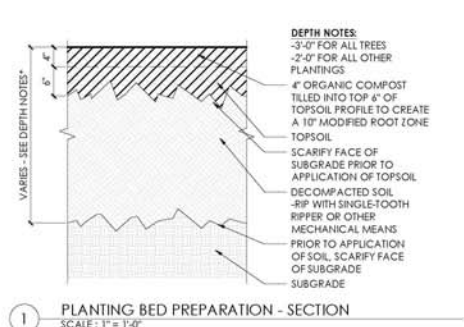 DEPTH NOTES:
-3'-0" FOR ALL TREES
-2'-0" FOR ALL OTHER
PLANTINGS
4" ORGANIC COMPOST
TILLED INTO TOP 6" OF
TOPSOIL PROFILE TO CREATE
A 10" MODIFIED ROOT ZONE
TOPSOIL
SCARIFY FACE OF
SUBGRADE PRIOR TO
APPLICATION OF TOPSOIL
DECOMPACTED SOIL
-RIP WITH SINGLE-TOOTH
RIPPER OR OTHER
MECHANICAL MEANS
PRIOR TO APPLICATION
OF SOIL, SCARIFY FACE
OF SUBGRADE
SUBGRADE
4"
6"
VARIES - SEE DEPTH NOTES*
1
PLANTING BED PREPARATION - SECTION
SCALE : 1" = 1'-0"